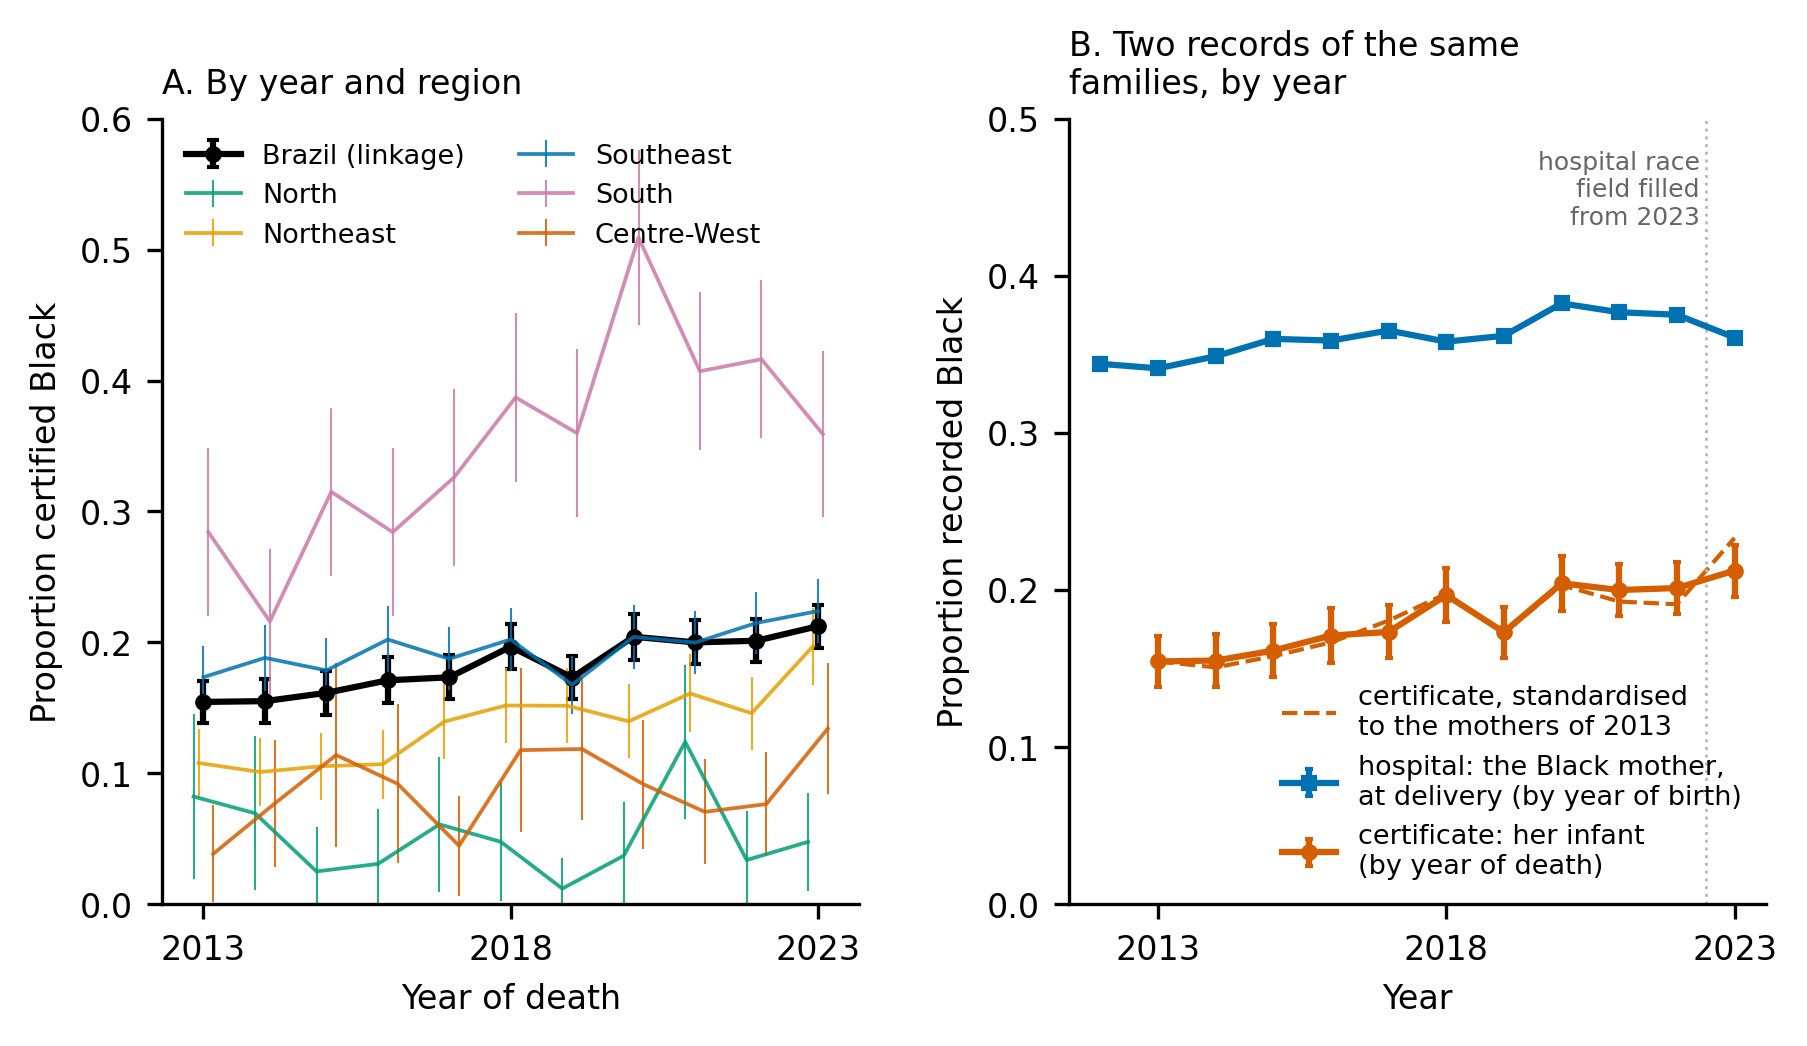 A. By year and region
0.6
0.5
0.4
0.3
0.2
0.1
0.0
Proportion certified Black
Brazil (linkage)
North
Northeast
Southeast
South
Centre-West
2013
2018
2023
Year of death
B. Two records of the same
families, by year
0.5
0.4
0.3
0.2
0.1
0.0
Proportion recorded Black
hospital race
field filled
from 2023
certificate, standardised
to the mothers of 2013
hospital: the Black mother,
at delivery (by year of birth)
certificate: her infant
(by year of death)
2013
2018
2023
Year